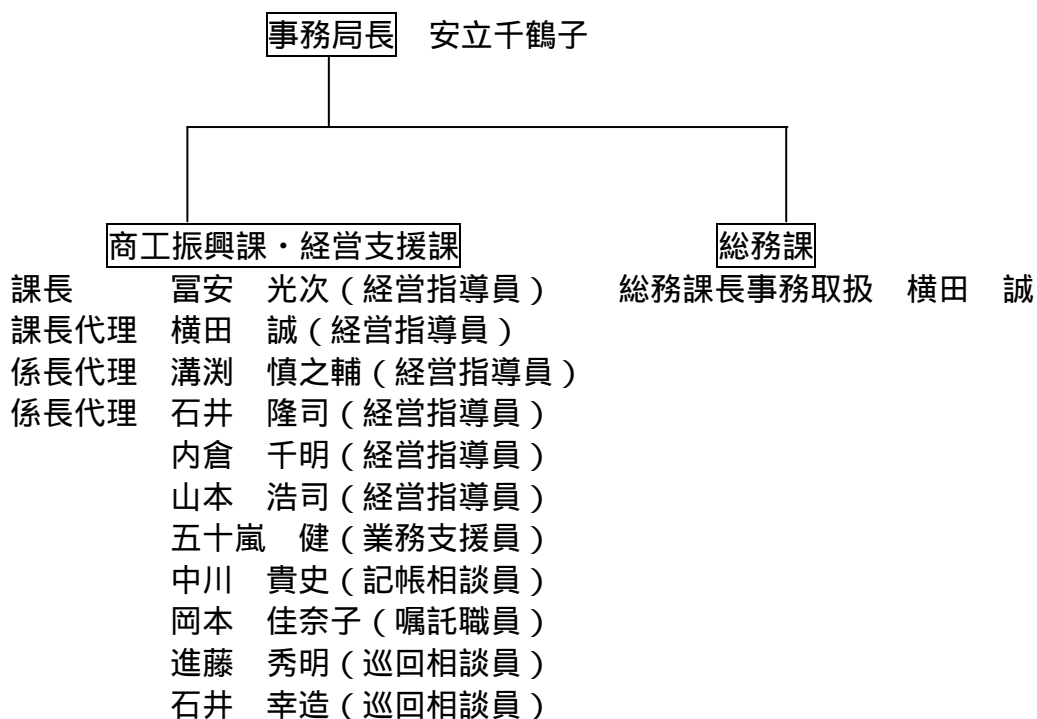 事務局長　安立千鶴子
商工振興課・経営支援課
課長　　　冨安　光次（経営指導員）
課長代理　横田　誠（経営指導員）
係長代理　溝渕　慎之輔（経営指導員）
係長代理　石井　隆司（経営指導員）
内倉　千明（経営指導員）
山本　浩司（経営指導員）
五十嵐　健（業務支援員）
中川　貴史（記帳相談員）
岡本　佳奈子（嘱託職員）
進藤　秀明（巡回相談員）
石井　幸造（巡回相談員）
総務課
総務課長事務取扱　横田　誠